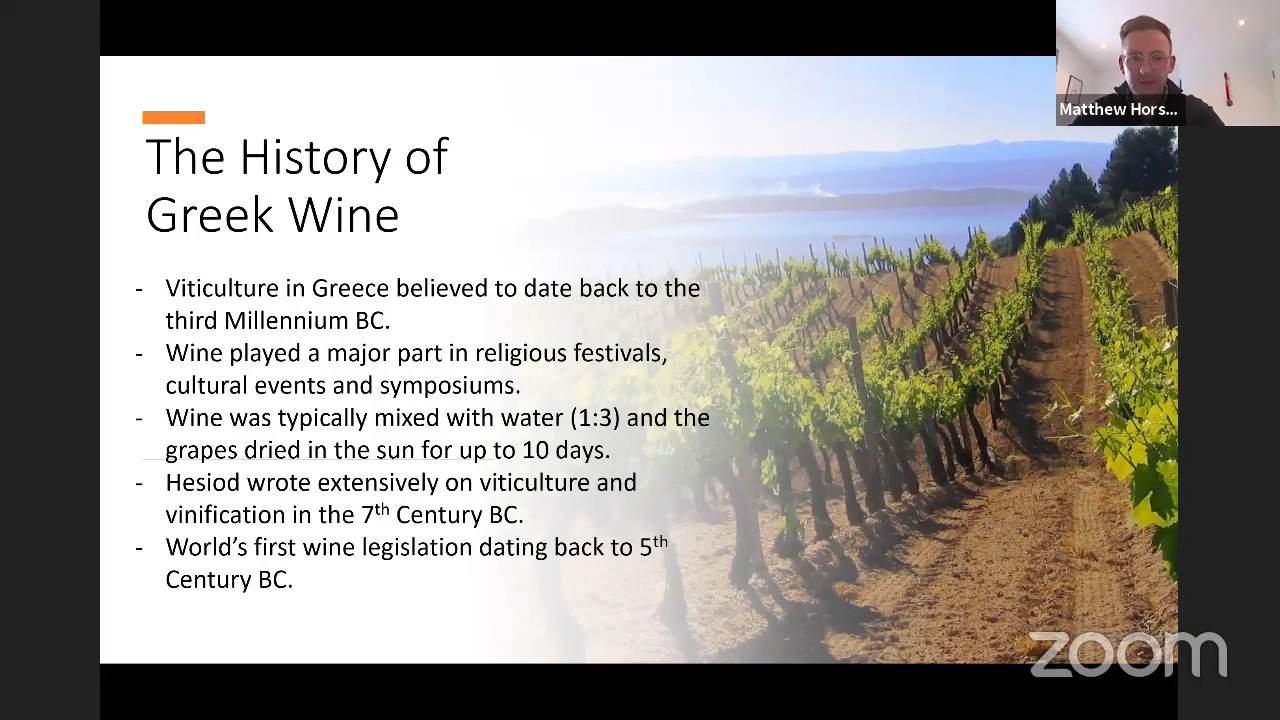 Matthew Hors...
The History of
Greek Wine
- Viticulture in Greece believed to date back to the
third Millennium BC.
- Wine played a major part in religious festivals,
cultural events and symposiums.
- Wine was typically mixed with water (1:3) and the
grapes dried in the sun for up to 10 days.
- Hesiod wrote extensively on viticulture and
vinification in the 7th Century BC.
- World’s first wine legislation dating back to 5th
Century BC.
zoom